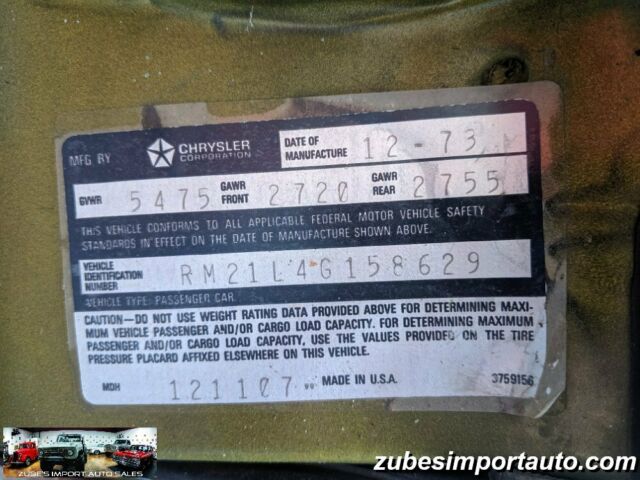 MFG BY CHRYSLER CORPORATION DATE OF MANUFACTURE 12-73
GVWR 5475 GAWR FRONT 2720 GAWR REAR 2755
THIS VEHICLE CONFORMS TO ALL APPLICABLE FEDERAL MOTOR VEHICLE SAFETY
STANDARDS IN EFFECT ON THE DATE OF MANUFACTURE SHOWN ABOVE.
VEHICLE IDENTIFICATION NUMBER RM21L4G158629
VEHICLE TYPE: PASSENGER CAR
CAUTION—DO NOT USE WEIGHT RATING DATA PROVIDED ABOVE FOR DETERMINING MAXI-
MUM VEHICLE PASSENGER AND/OR CARGO LOAD CAPACITY. FOR DETERMINING MAXIMUM
PASSENGER AND/OR CARGO LOAD CAPACITY, USE THE VALUES PROVIDED ON THE TIRE
PRESSURE PLACARD AFFIXED ELSEWHERE ON THIS VEHICLE.
MDH 121107 MADE IN U.S.A. 3759156
ZUBE'S IMPORT AUTO SALES
zubesimportauto.com